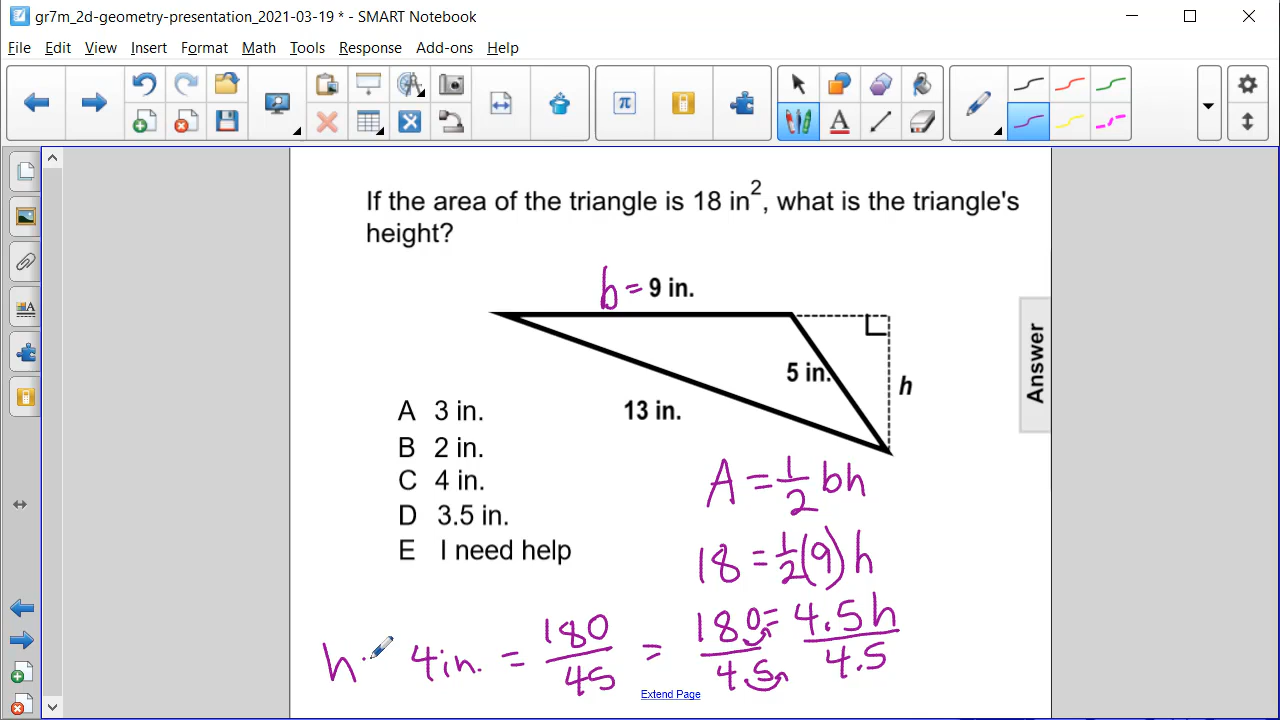 gr7m_2d-geometry-presentation_2021-03-19 * - SMART Notebook
File Edit View Insert Format Math Tools Response Add-ons Help
If the area of the triangle is 18 in², what is the triangle's
height?
b = 9 in.
5 in.
h
13 in.
A 3 in.
B 2 in.
C 4 in.
D 3.5 in.
E I need help
Answer
A = 1/2 bh
18 = 1/2 (9) h
180 = 4.5h
4.5 4.5
h · 4in. = 180/45 =
Extend Page